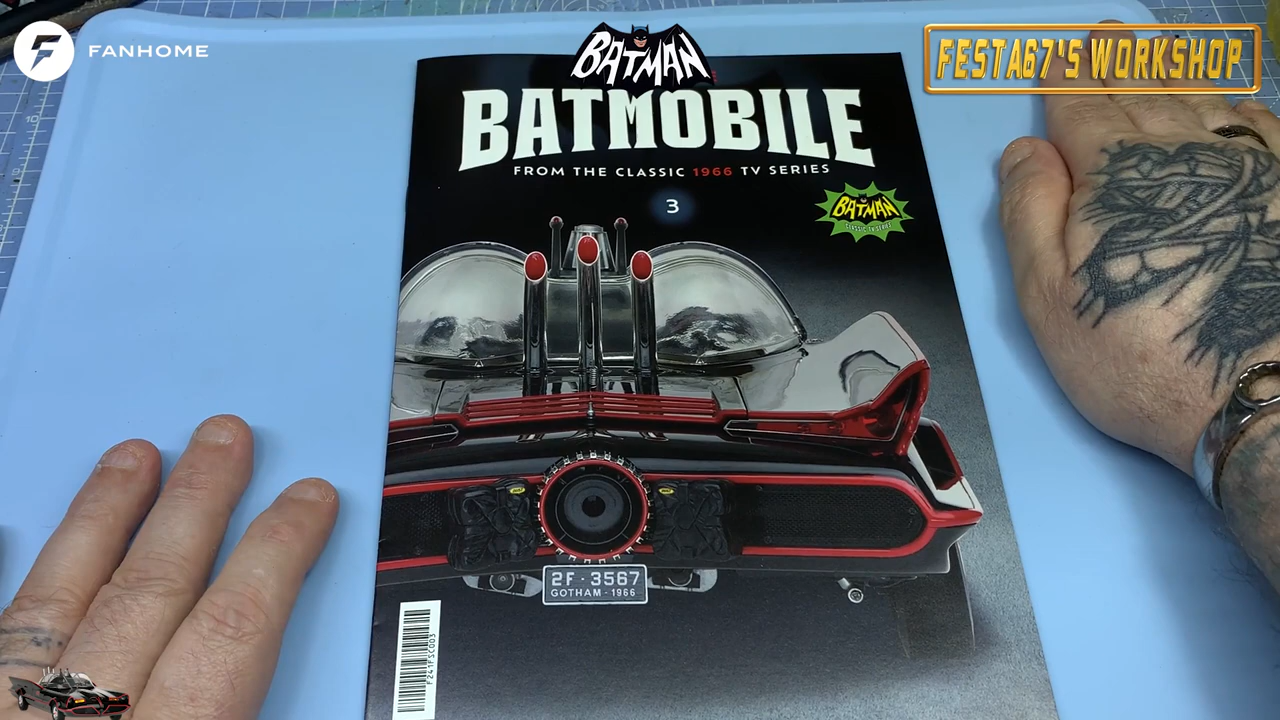 FANHOME
BATMAN
FESTA67'S WORKSHOP
BATMOBILE
FROM THE CLASSIC 1966 TV SERIES
3
BATMAN
CLASSIC TV SERIES
2F-3567
GOTHAM-1966
F241FSC003